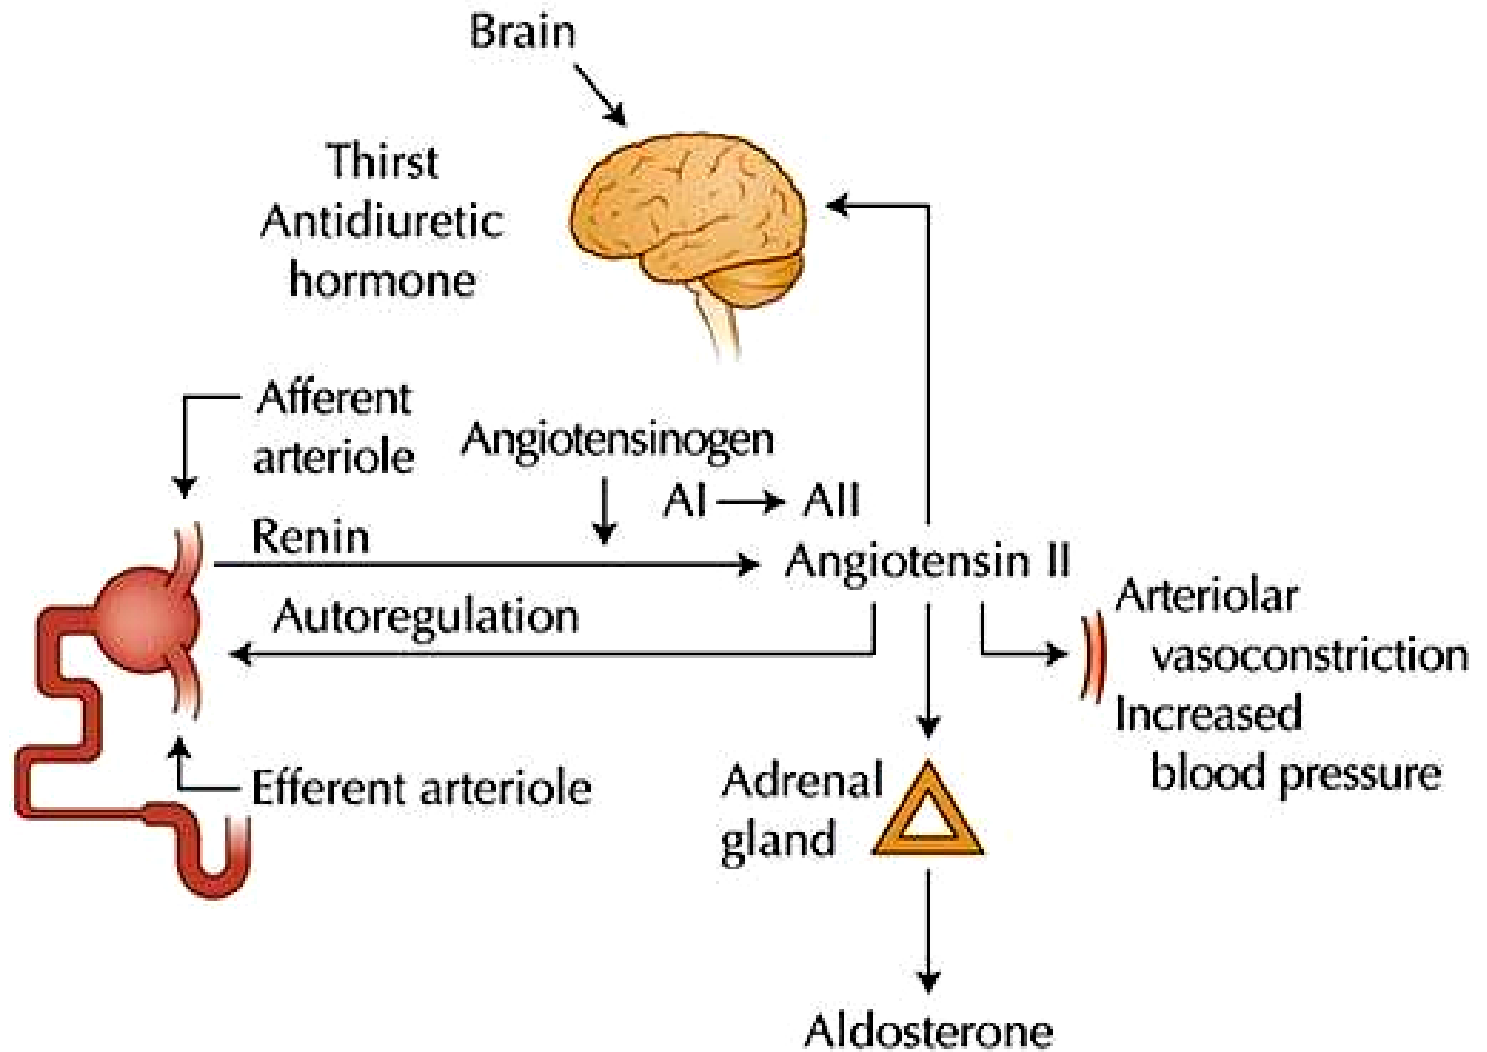 Brain
Thirst
Antidiuretic
hormone
Afferent
arteriole
Angiotensinogen
AI
AII
Renin
Angiotensin II
Autoregulation
Arteriolar
vasoconstriction
Increased
blood pressure
Efferent arteriole
Adrenal
gland
Aldosterone